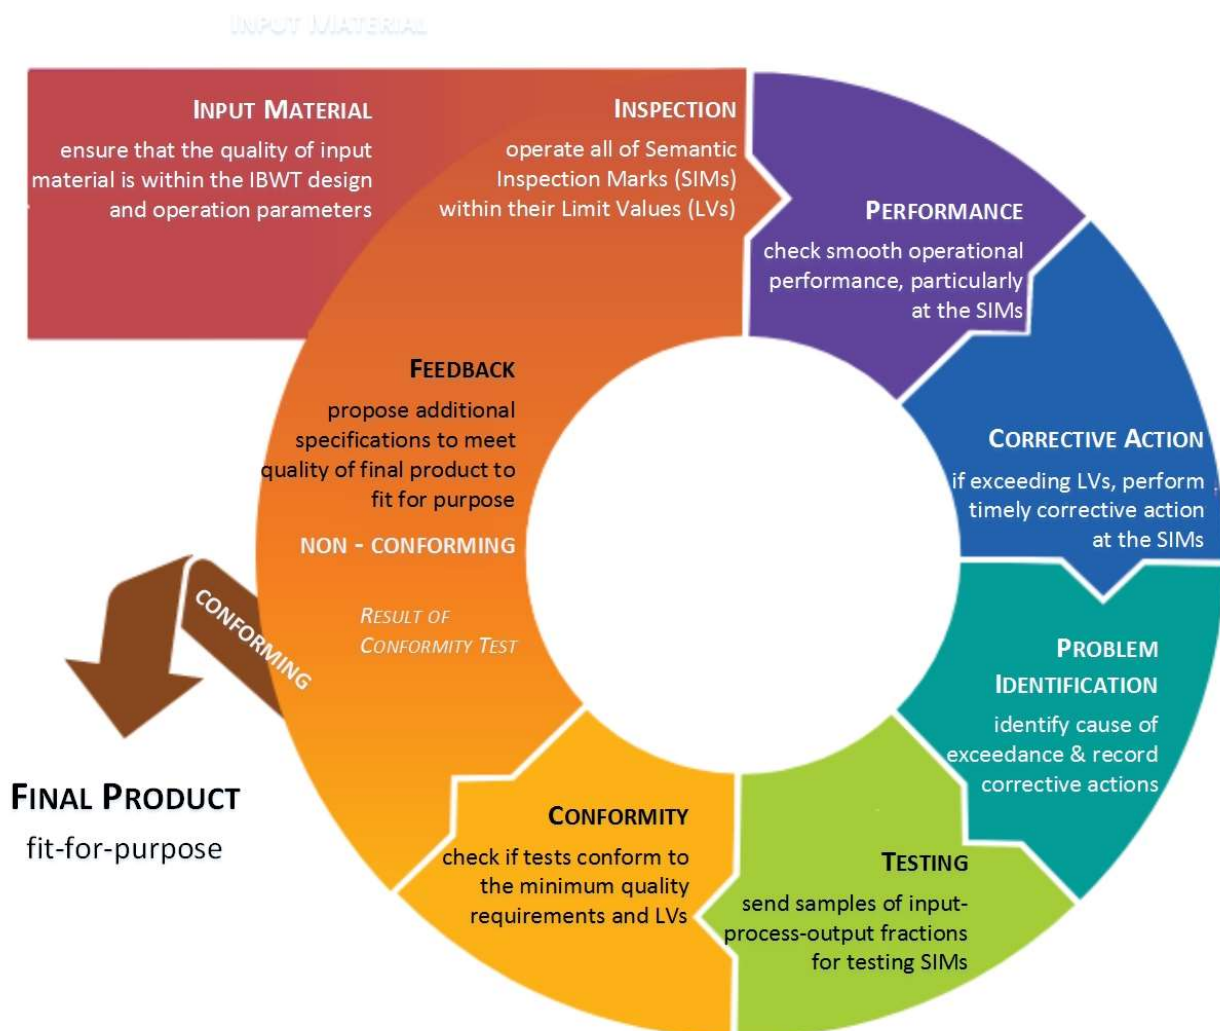 INPUT MATERIAL
INPUT MATERIAL
ensure that the quality of input
material is within the IBWT design
and operation parameters
INSPECTION
operate all of Semantic
Inspection Marks (SIMs)
within their Limit Values (LVs)
PERFORMANCE
check smooth operational
performance, particularly
at the SIMs
CORRECTIVE ACTION
if exceeding LVs, perform
timely corrective action
at the SIMs
PROBLEM
IDENTIFICATION
identify cause of
exceedance & record
corrective actions
TESTING
send samples of input-
process-output fractions
for testing SIMs
CONFORMITY
check if tests conform to
the minimum quality
requirements and LVs
RESULT OF
CONFORMITY TEST
NON - CONFORMING
FEEDBACK
propose additional
specifications to meet
quality of final product to
fit for purpose
CONFORMING
FINAL PRODUCT
fit-for-purpose